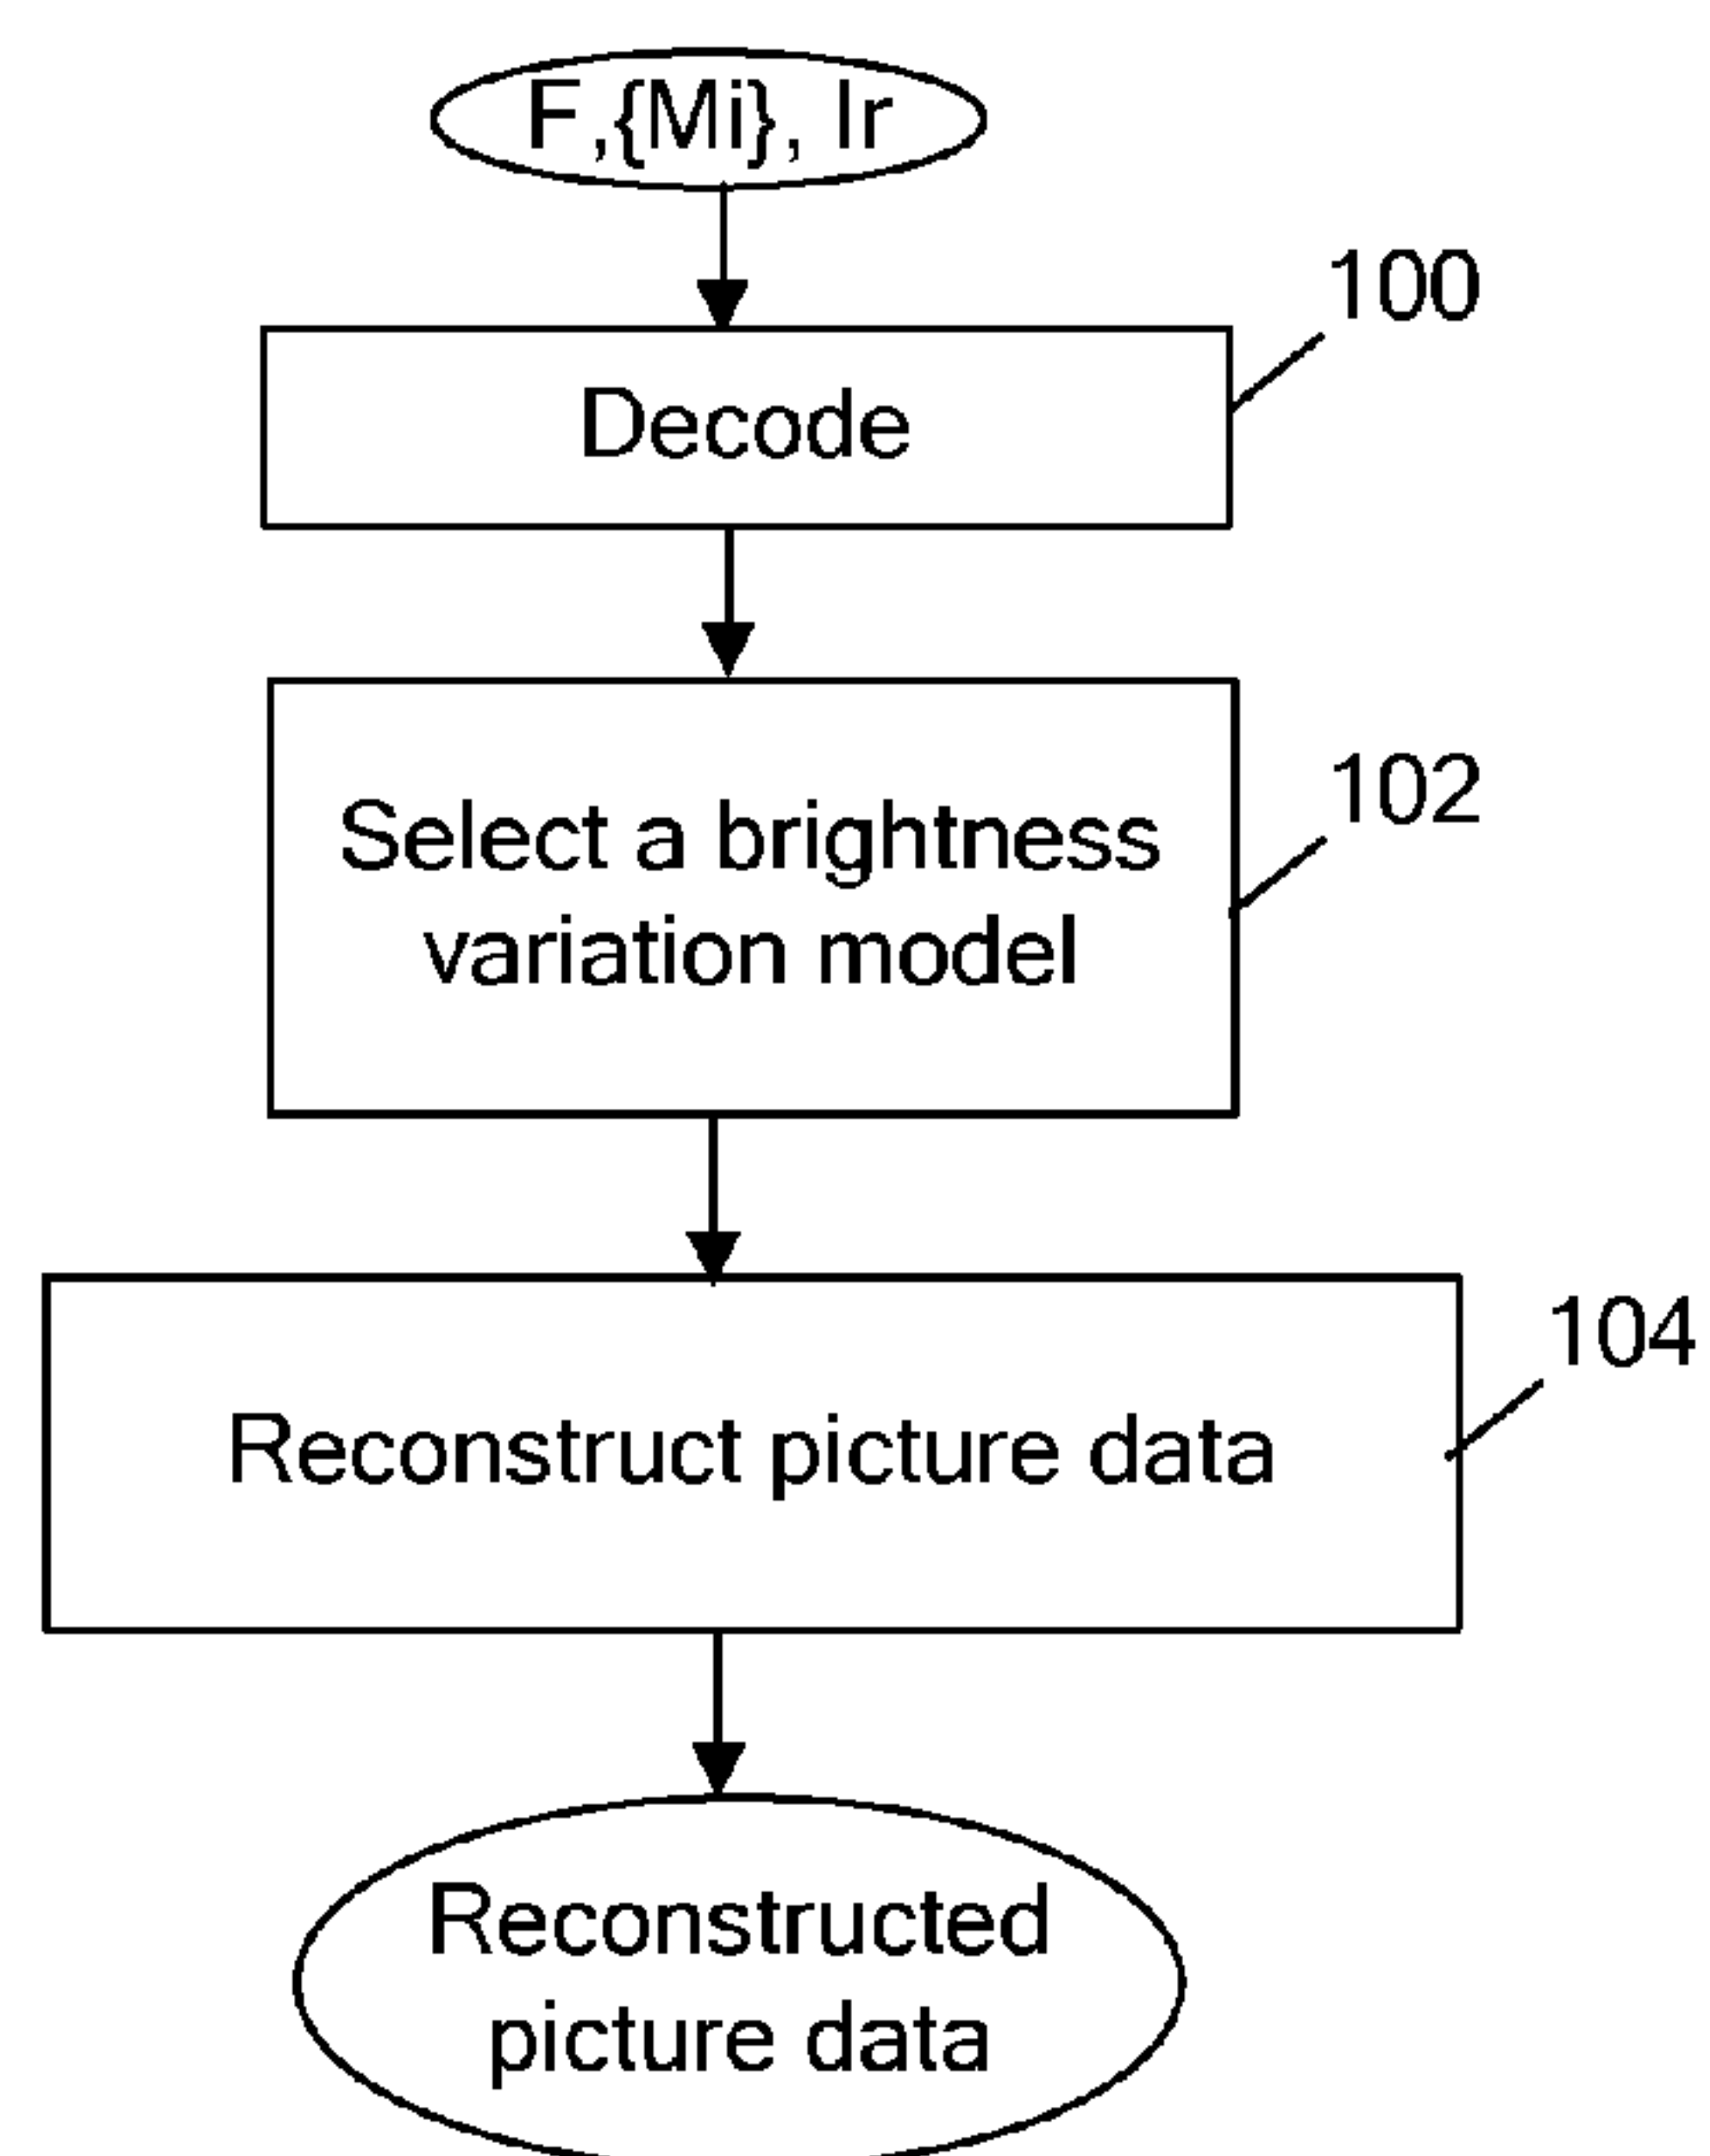 F,{Mi}, Ir
100
Decode
102
Select a brightness
variation model
104
Reconstruct picture data
Reconstructed
picture data